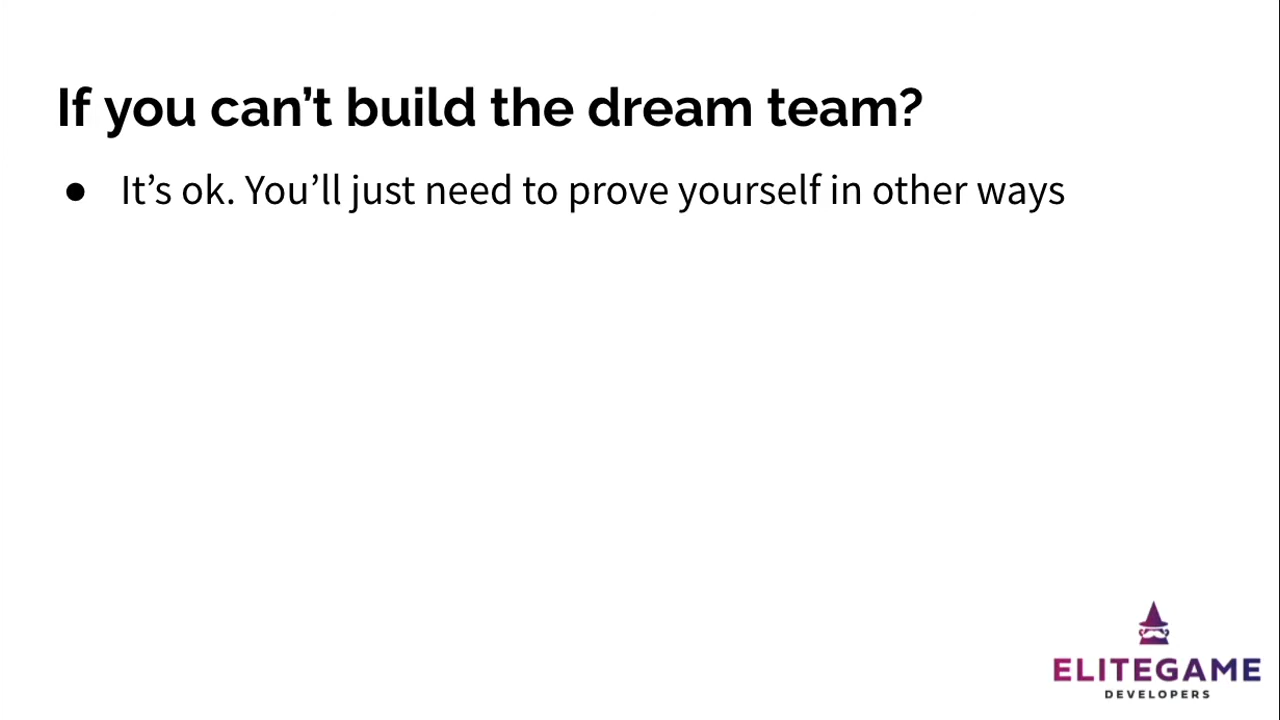 If you can’t build the dream team?
● It’s ok. You’ll just need to prove yourself in other ways
ELITEGAME
DEVELOPERS